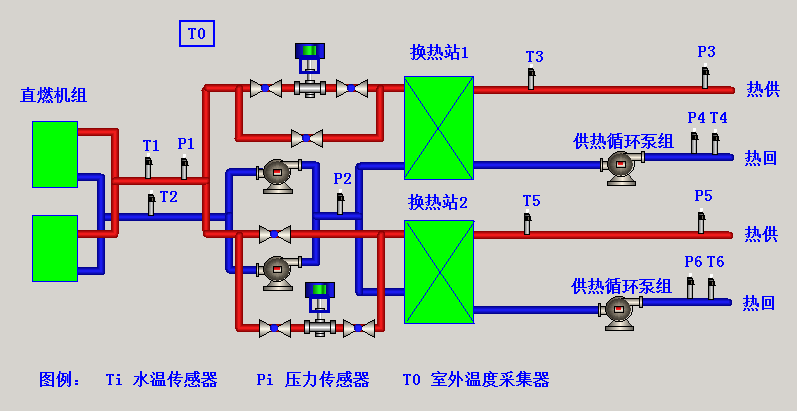 T0
换热站1
T3
P3
直燃机组
热供
T1
P1
供热循环泵组
P4 T4
热回
T2
P2
换热站2
T5
P5
热供
供热循环泵组
P6 T6
热回
图例： Ti 水温传感器 Pi 压力传感器 T0 室外温度采集器